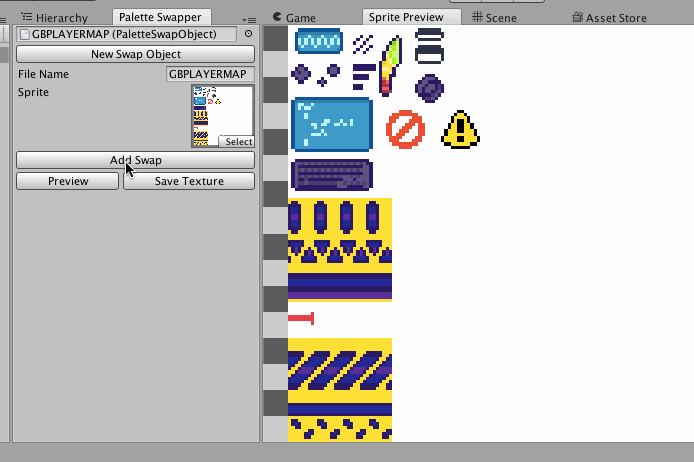 Hierarchy Palette Swapper Game Sprite Preview Scene Asset Store
GBPLAYERMAP (PaletteSwapObject)
New Swap Object
File Name GBPLAYERMAP
Sprite
Select
Add Swap
Preview Save Texture